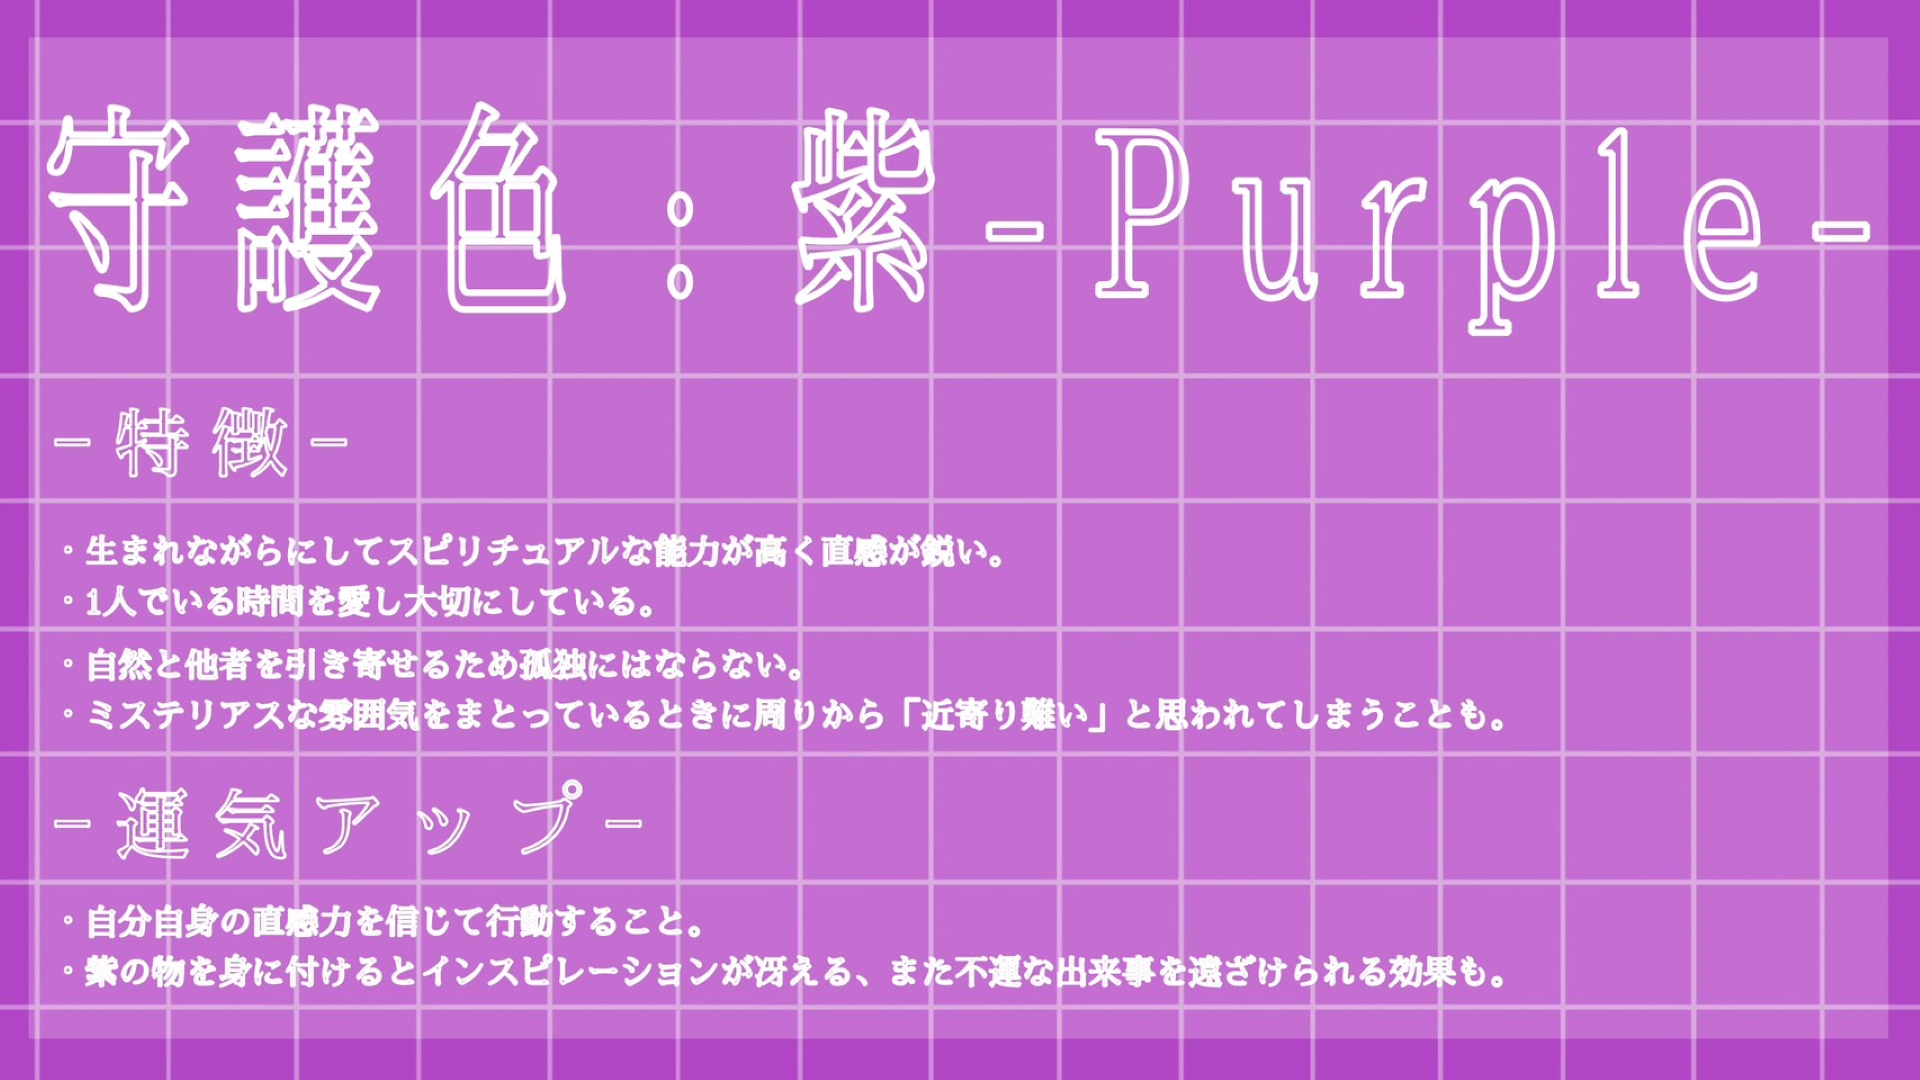 守護色：紫-Purple-
-特徴-
・生まれながらにしてスピリチュアルな能力が高く直感が鋭い。
・1人でいる時間を愛し大切にしている。
・自然と他者を引き寄せるため孤独にはならない。
・ミステリアスな雰囲気をまとっているときに周りから「近寄り難い」と思われてしまうことも。
-運気アップ-
・自分自身の直感力を信じて行動すること。
・紫の物を身に付けるとインスピレーションが冴える、また不運な出来事を遠ざけられる効果も。